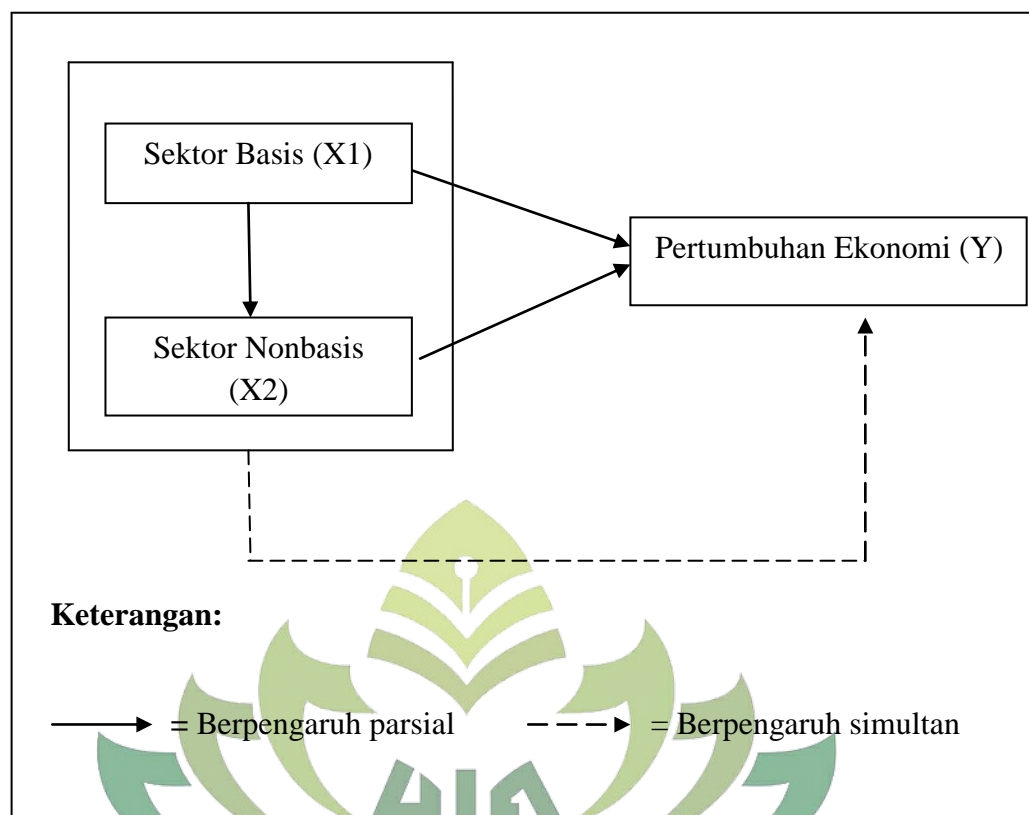 Sektor Basis (X1)
Pertumbuhan Ekonomi (Y)
Sektor Nonbasis
(X2)
Keterangan:
= Berpengaruh parsial
= Berpengaruh simultan